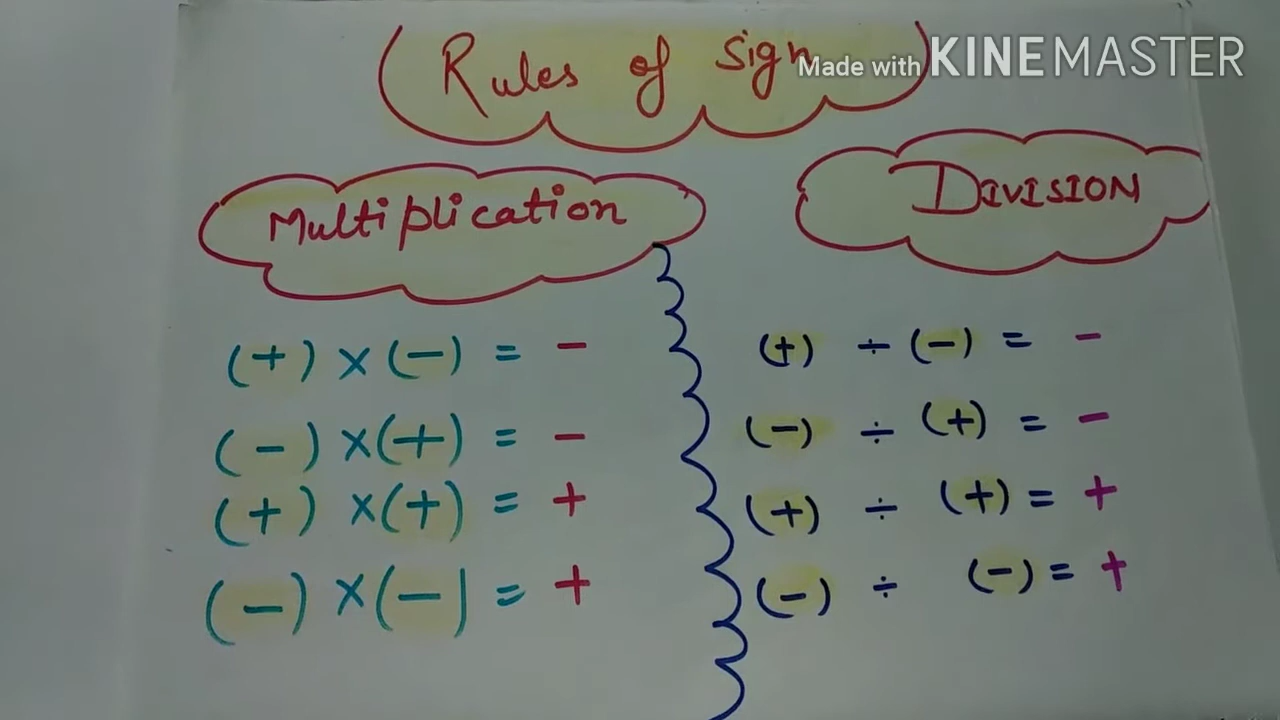 Rules of Sign
Made with KINEMASTER
Multiplication
(+) × (−) = −
(−) × (+) = −
(+) × (+) = +
(−) × (−) = +
DIVISION
(+) ÷ (−) = −
(−) ÷ (+) = −
(+) ÷ (+) = +
(−) ÷ (−) = +